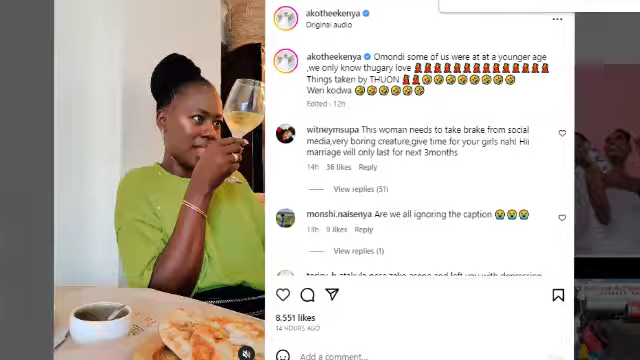 akotheekenya
Original audio
akotheekenya Omondi some of us were at at a younger age
,we only know thugary love 💃💃💃💃💃💃💃💃💃💃💃💃
Things taken by THUON 💃💃🤣🤣🤣🤣🤣🤣🤣🤣
Weri kodwa 🤣🤣🤣🤣🤣🤣
Edited · 12h
witneymsupa This woman needs to take brake from social
media,very boring creature,give time for your girls nah! Hii
marriage will only last for next 3months
14h 36 likes Reply
View replies (51)
monshi.naisenya Are we all ignoring the caption 😭😭😭
13h 9 likes Reply
View replies (1)
8,551 likes
14 HOURS AGO
Add a comment...